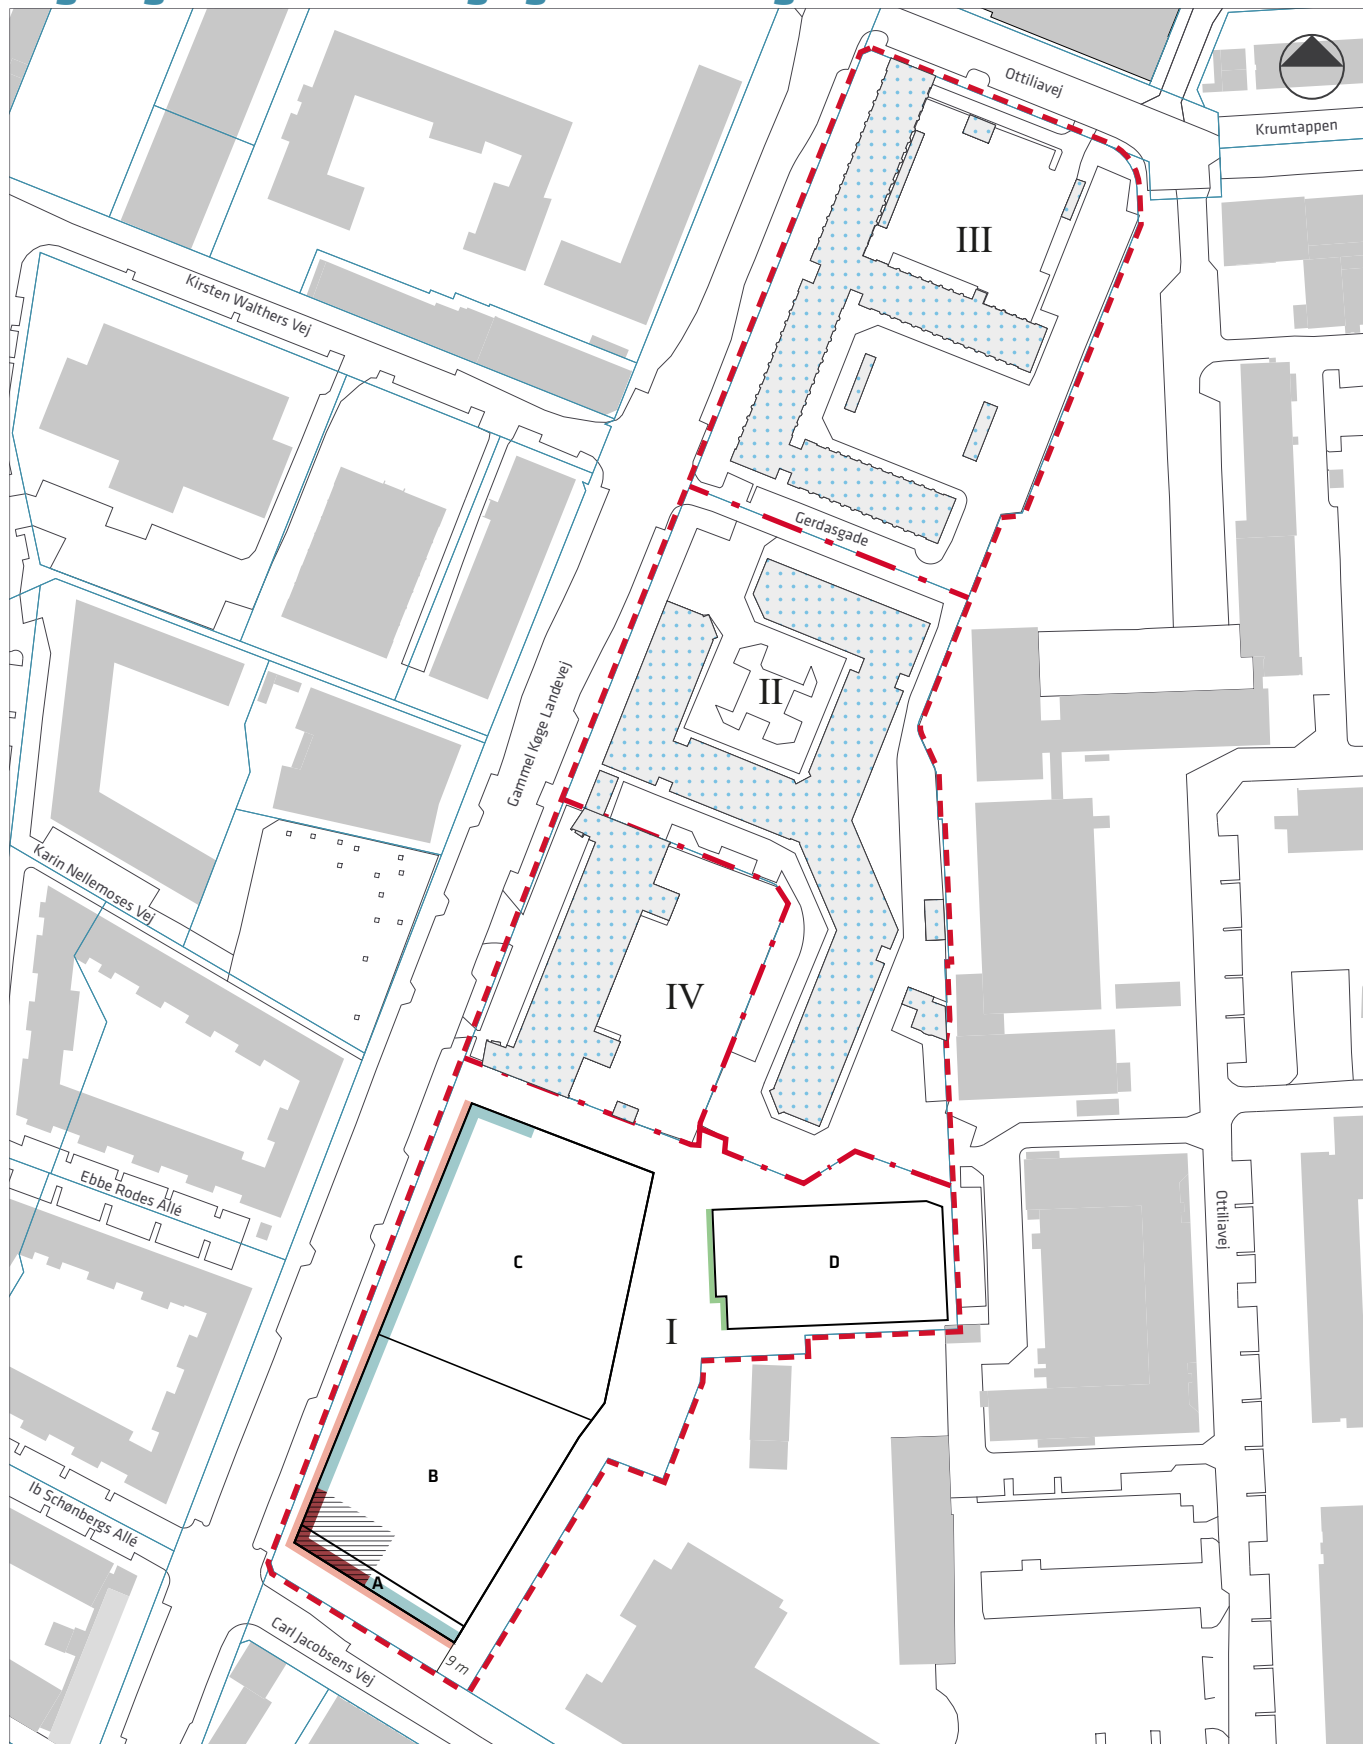 Ottiliavej
Krumtappen
III
Kirsten Walthers Vej
Gerdasgade
II
Gammel Køge Landevej
Karin Nellemoses Vej
IV
Ebbe Rodes Allé
Ottiliavej
C
D
I
B
Ib Schønbergs Allé
A
Carl Jacobsens Vej
9 m